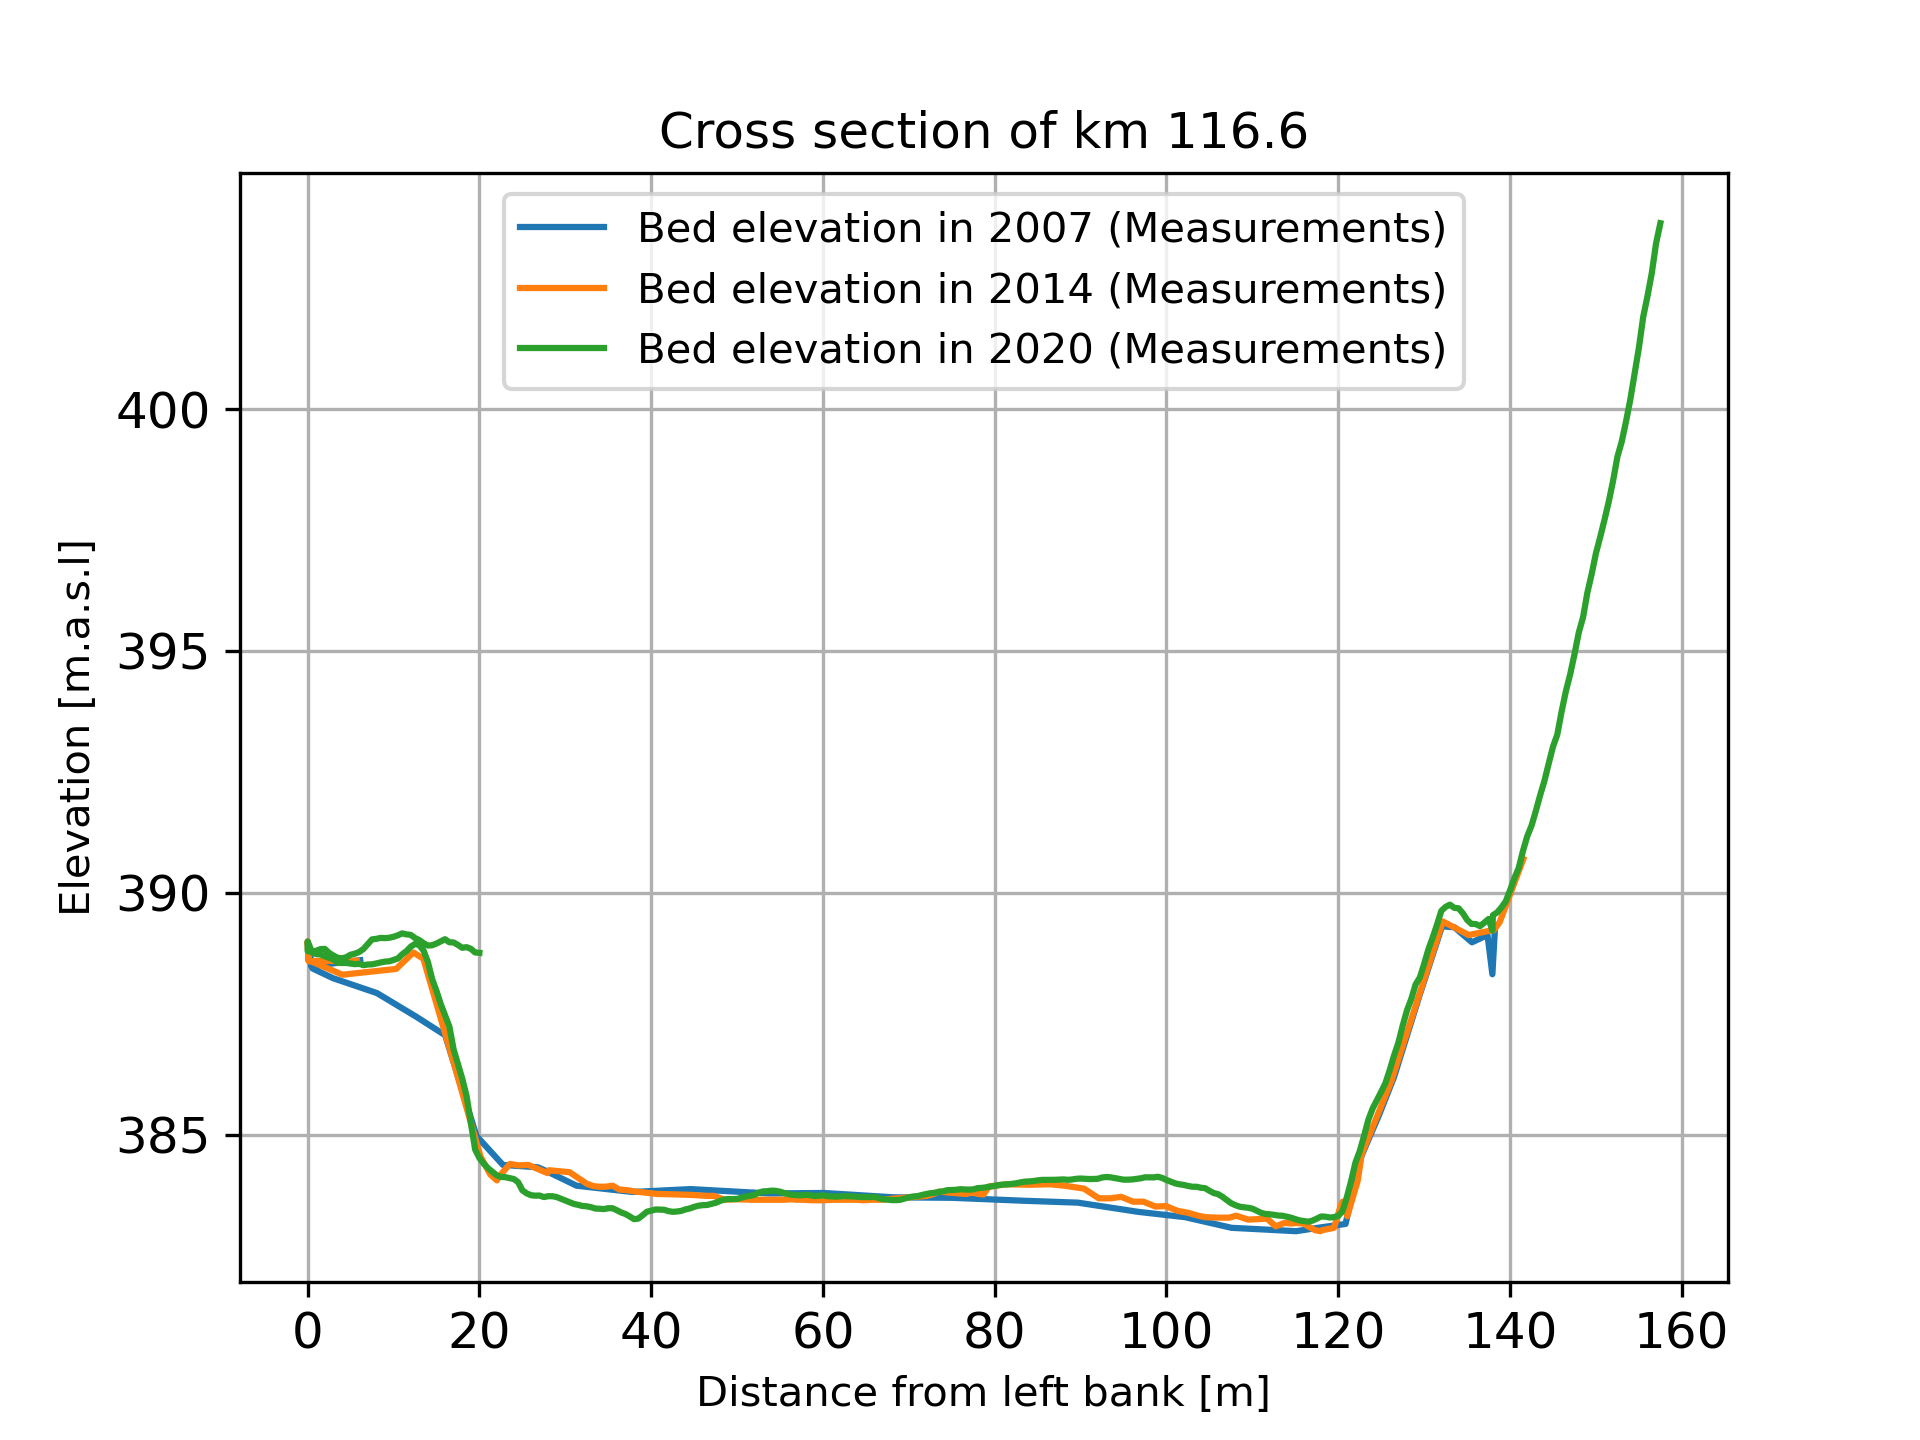 Cross section of km 116.6
Bed elevation in 2007 (Measurements)
Bed elevation in 2014 (Measurements)
Bed elevation in 2020 (Measurements)
400
395
390
385
Elevation [m.a.s.l]
0 20 40 60 80 100 120 140 160
Distance from left bank [m]